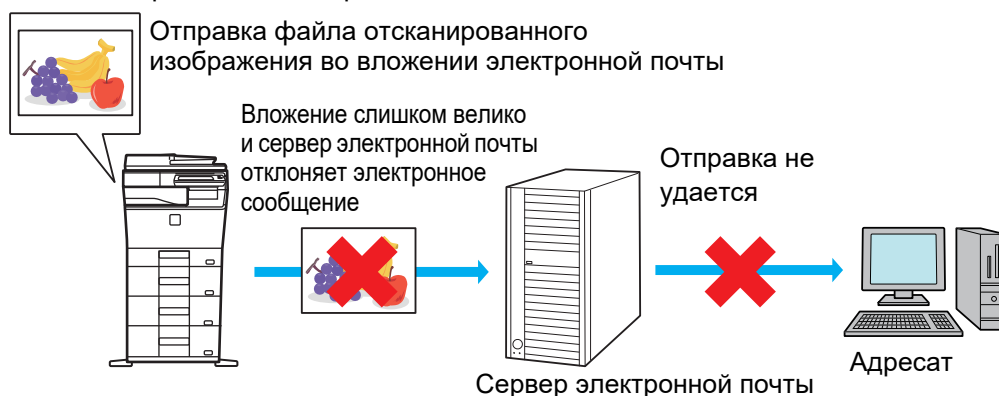 Отправка файла отсканированного
изображения во вложении электронной почты
Вложение слишком велико
и сервер электронной почты
отклоняет электронное
сообщение
Отправка не
удается
Адресат
Сервер электронной почты